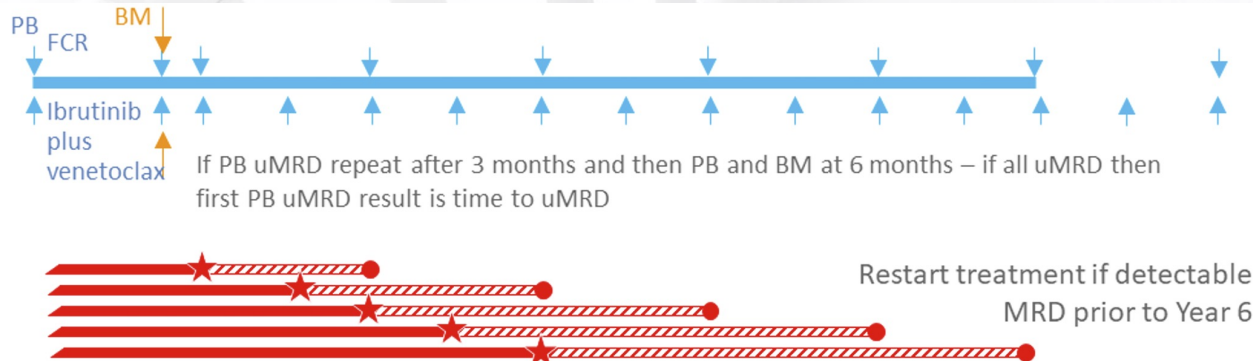 BM
PB
FCR
Ibrutinib
plus
venetoclax
If PB uMRD repeat after 3 months and then PB and BM at 6 months – if all uMRD then
first PB uMRD result is time to uMRD
Restart treatment if detectable
MRD prior to Year 6